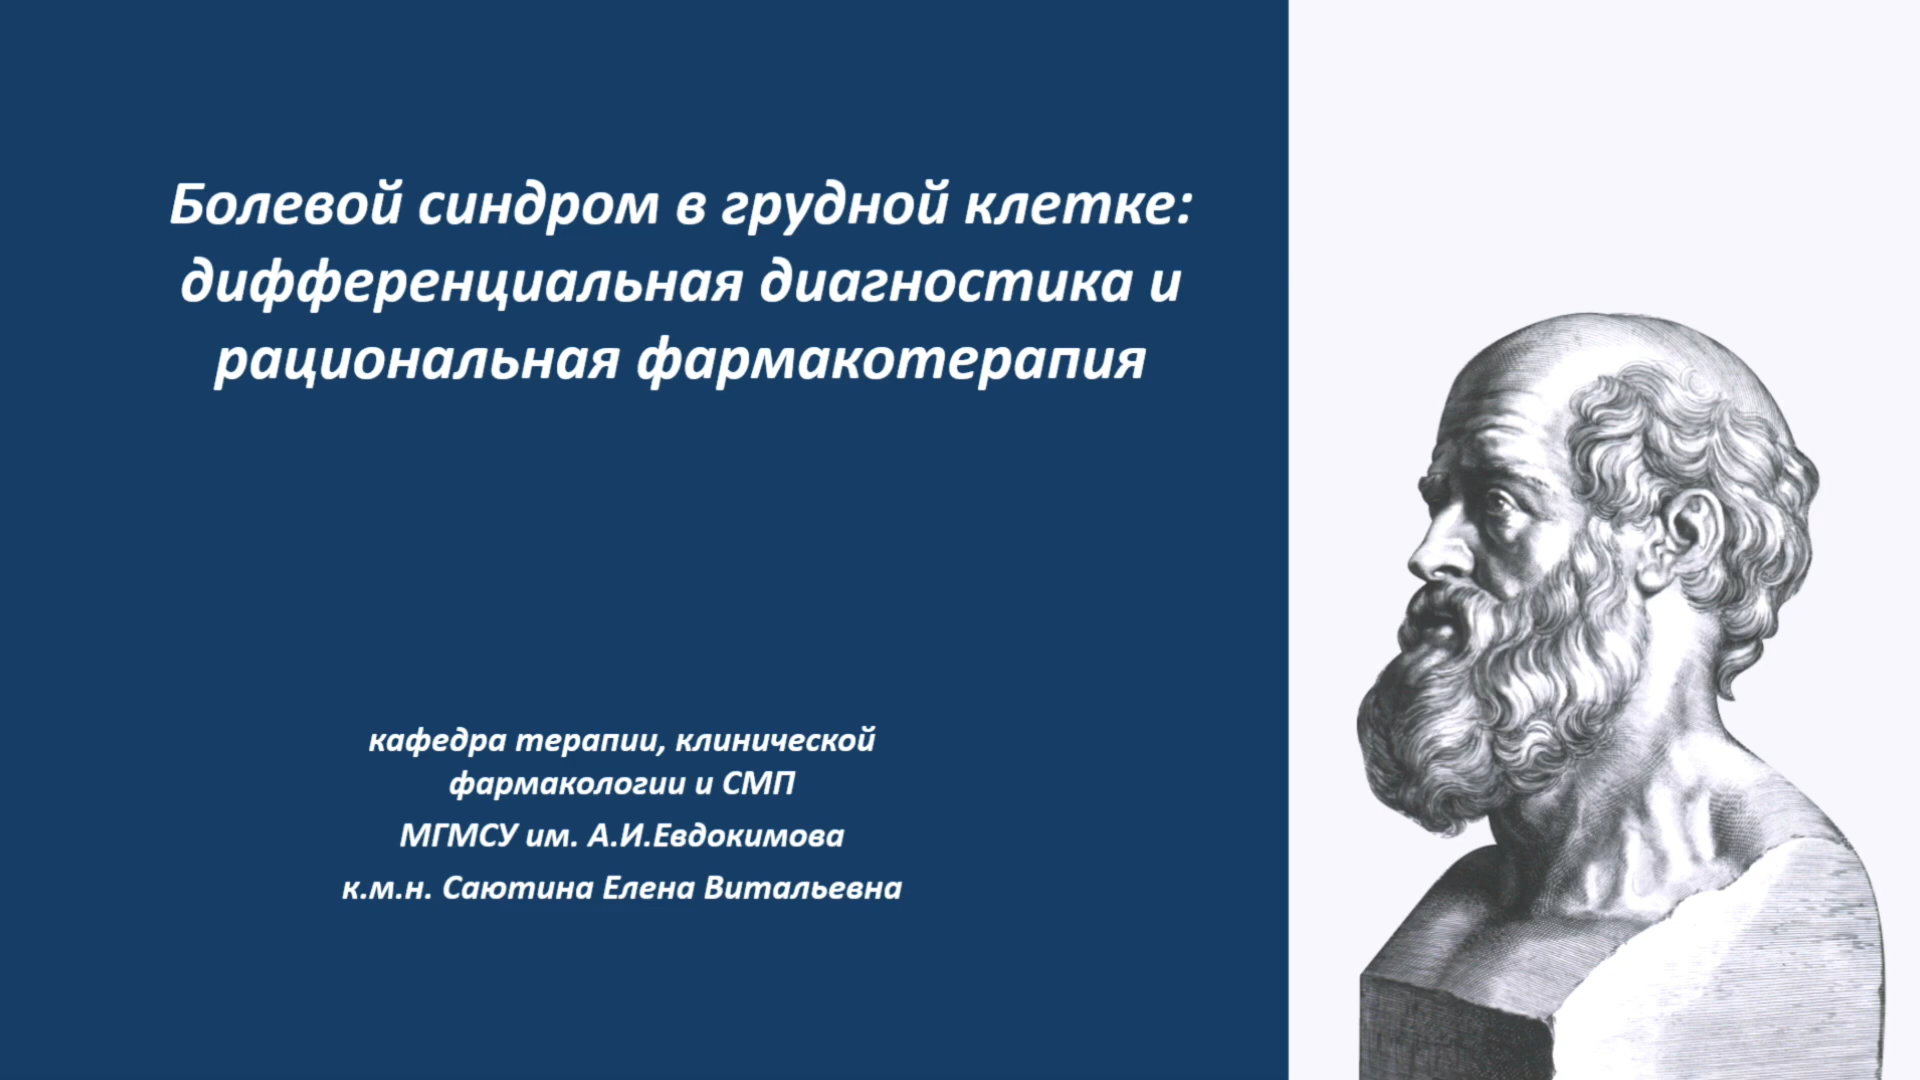 Болевой синдром в грудной клетке:
дифференциальная диагностика и
рациональная фармакотерапия
кафедра терапии, клинической
фармакологии и СМП
МГМСУ им. А.И.Евдокимова
к.м.н. Саютина Елена Витальевна